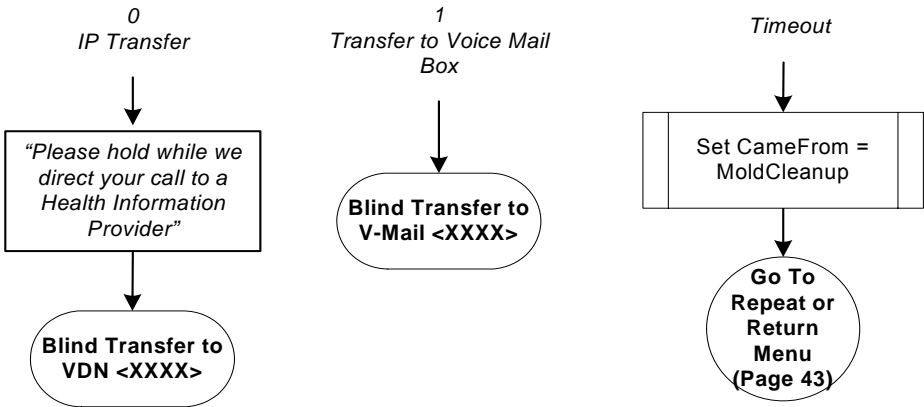 0
IP Transfer
"Please hold while we
direct your call to a
Health Information
Provider"
Blind Transfer to
VDN <XXXX>
1
Transfer to Voice Mail
Box
Blind Transfer to
V-Mail <XXXX>
Timeout
Set CameFrom =
MoldCleanup
Go To
Repeat or
Return
Menu
(Page 43)